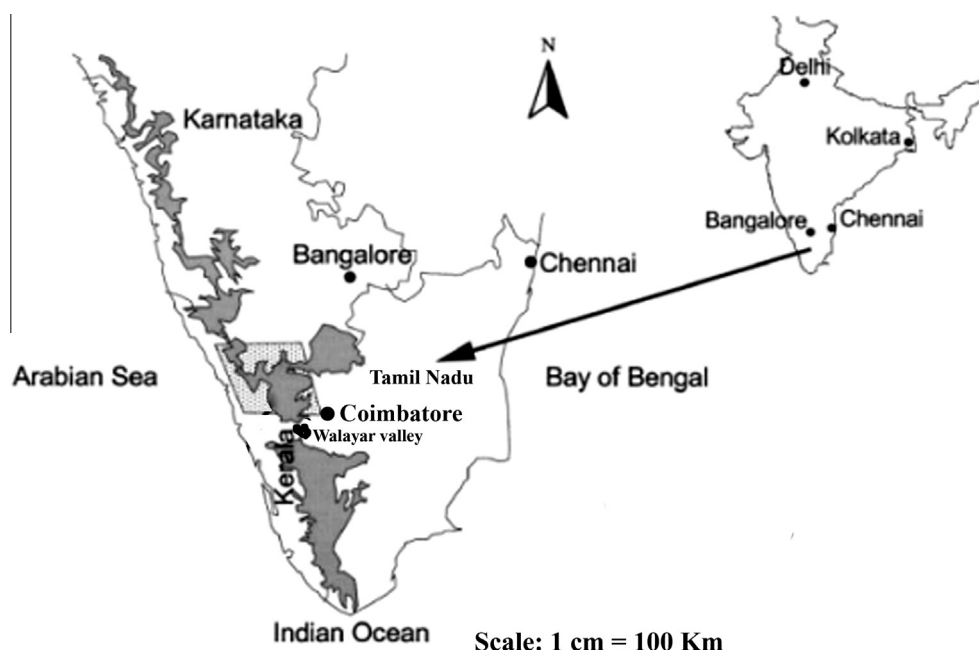 N
Karnataka
Bangalore
Chennai
Arabian Sea
Tamil Nadu
Bay of Bengal
Coimbatore
Walayar valley
Kerala
Indian Ocean
Scale: 1 cm = 100 Km
Delhi
Kolkata
Bangalore
Chennai